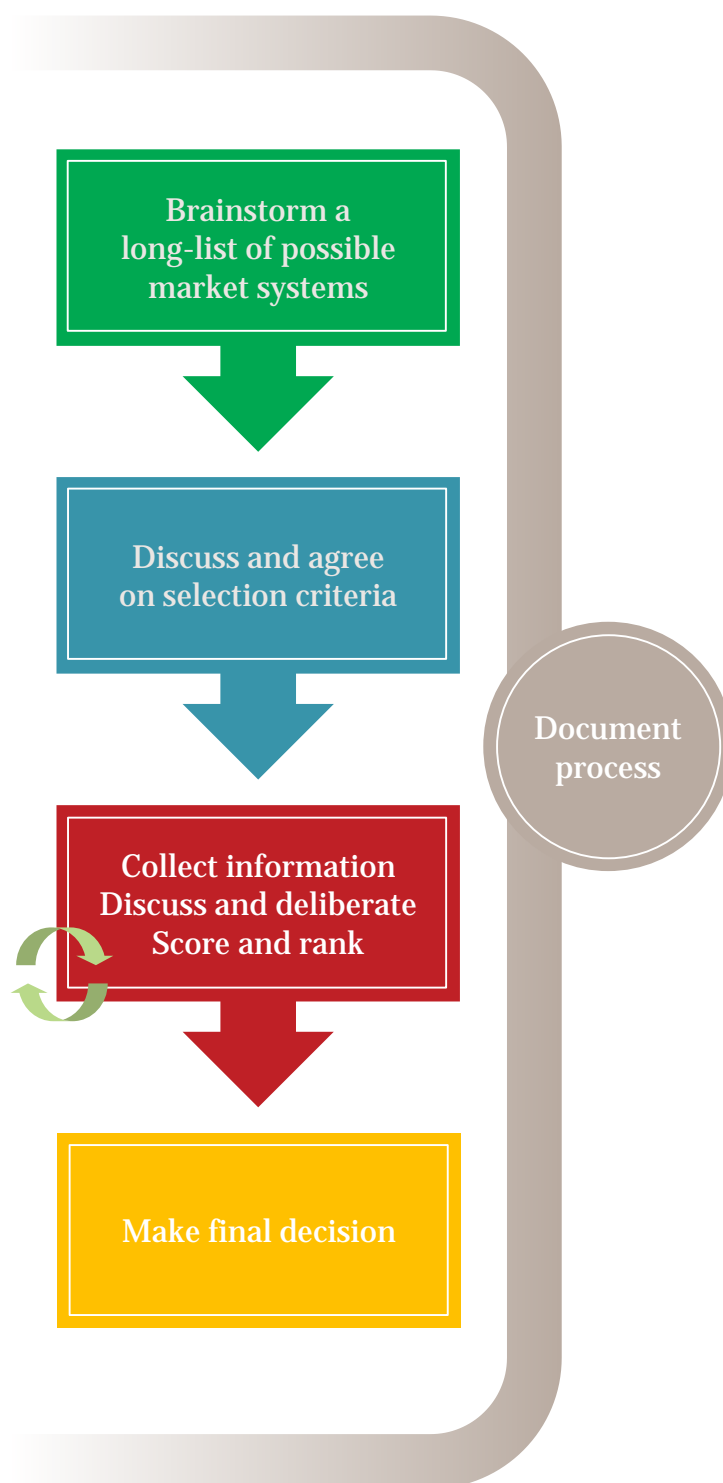 Brainstorm a
long-list of possible
market systems
Discuss and agree
on selection criteria
Document
process
Collect information
Discuss and deliberate
Score and rank
Make final decision